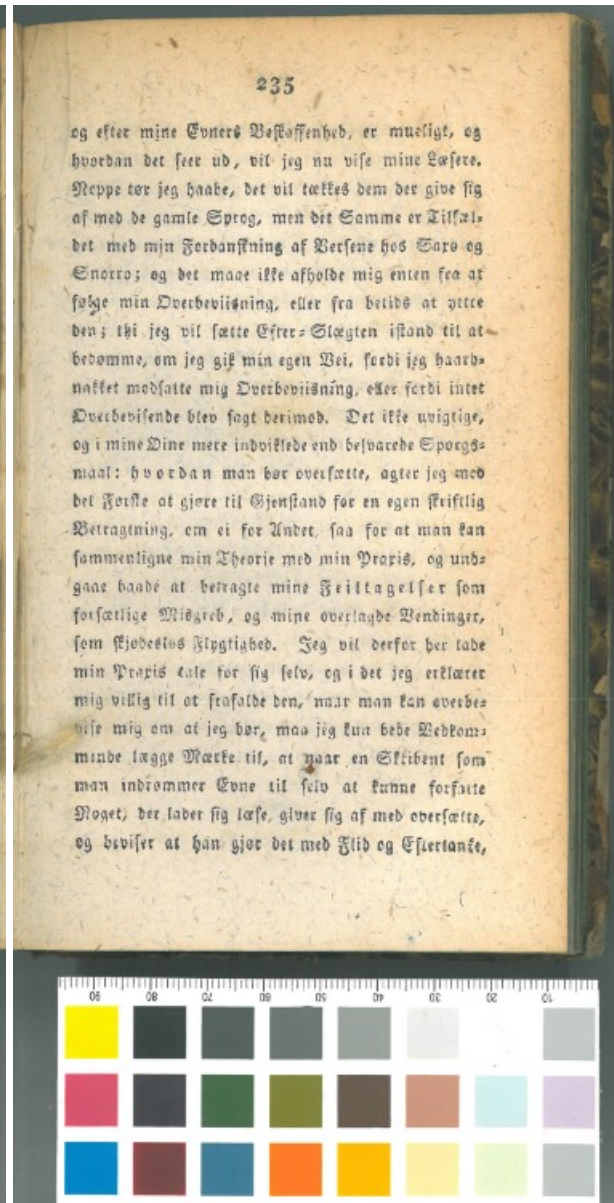 235
og efter mine Evners Beskaffenhed, er mueligt, og
hvordan det seer ud, vil jeg nu vise mine Læsere.
Neppe tør jeg haabe, det vil tækkes dem der give sig
af med de gamle Sprog, men det Samme er Tilfæl-
det med min Fordanskning af Versene hos Saxo og
Snorro; og det maae ikke afholde mig enten fra at
følge min Overbeviisning, eller fra betids at yttre
den; thi jeg vil sætte Efter-Slægten istand til at
bedømme, om jeg gik min egen Vei, fordi jeg haard-
nakket modsatte mig Overbeviisning, eller fordi intet
Overbevisende blev sagt derimod. Det ikke uvigtige,
og i mine Øine mere indviklede end besvarede Spørgs-
maal: hvordan man bør oversætte, agter jeg med
det Første at gjøre til Gjenstand for en egen skriftlig
Betragtning, om ei for Andet, saa for at man kan
sammenligne min Theorie med min Praxis, og und-
gaae baade at betragte mine Feiltagelser som
forsætlige Misgreb, og mine overlagde Vendinger,
som skjødesløs Flygtighed. Jeg vil derfor her lade
min Praxis tale for sig selv, og i det jeg erklærer
mig villig til at frafalde den, naar man kan overbe-
vise mig om at jeg bør, maa jeg kun bede Vedkom-
mende lægge Mærke til, at naar en Skribent som
man indrømmer Evne til selv at kunne forfatte
Noget, der lader sig læse, giver sig af med oversætte,
og beviser at han gjør det med Flid og Eftertanke,
90 80 70 60 50 40 30 20 10